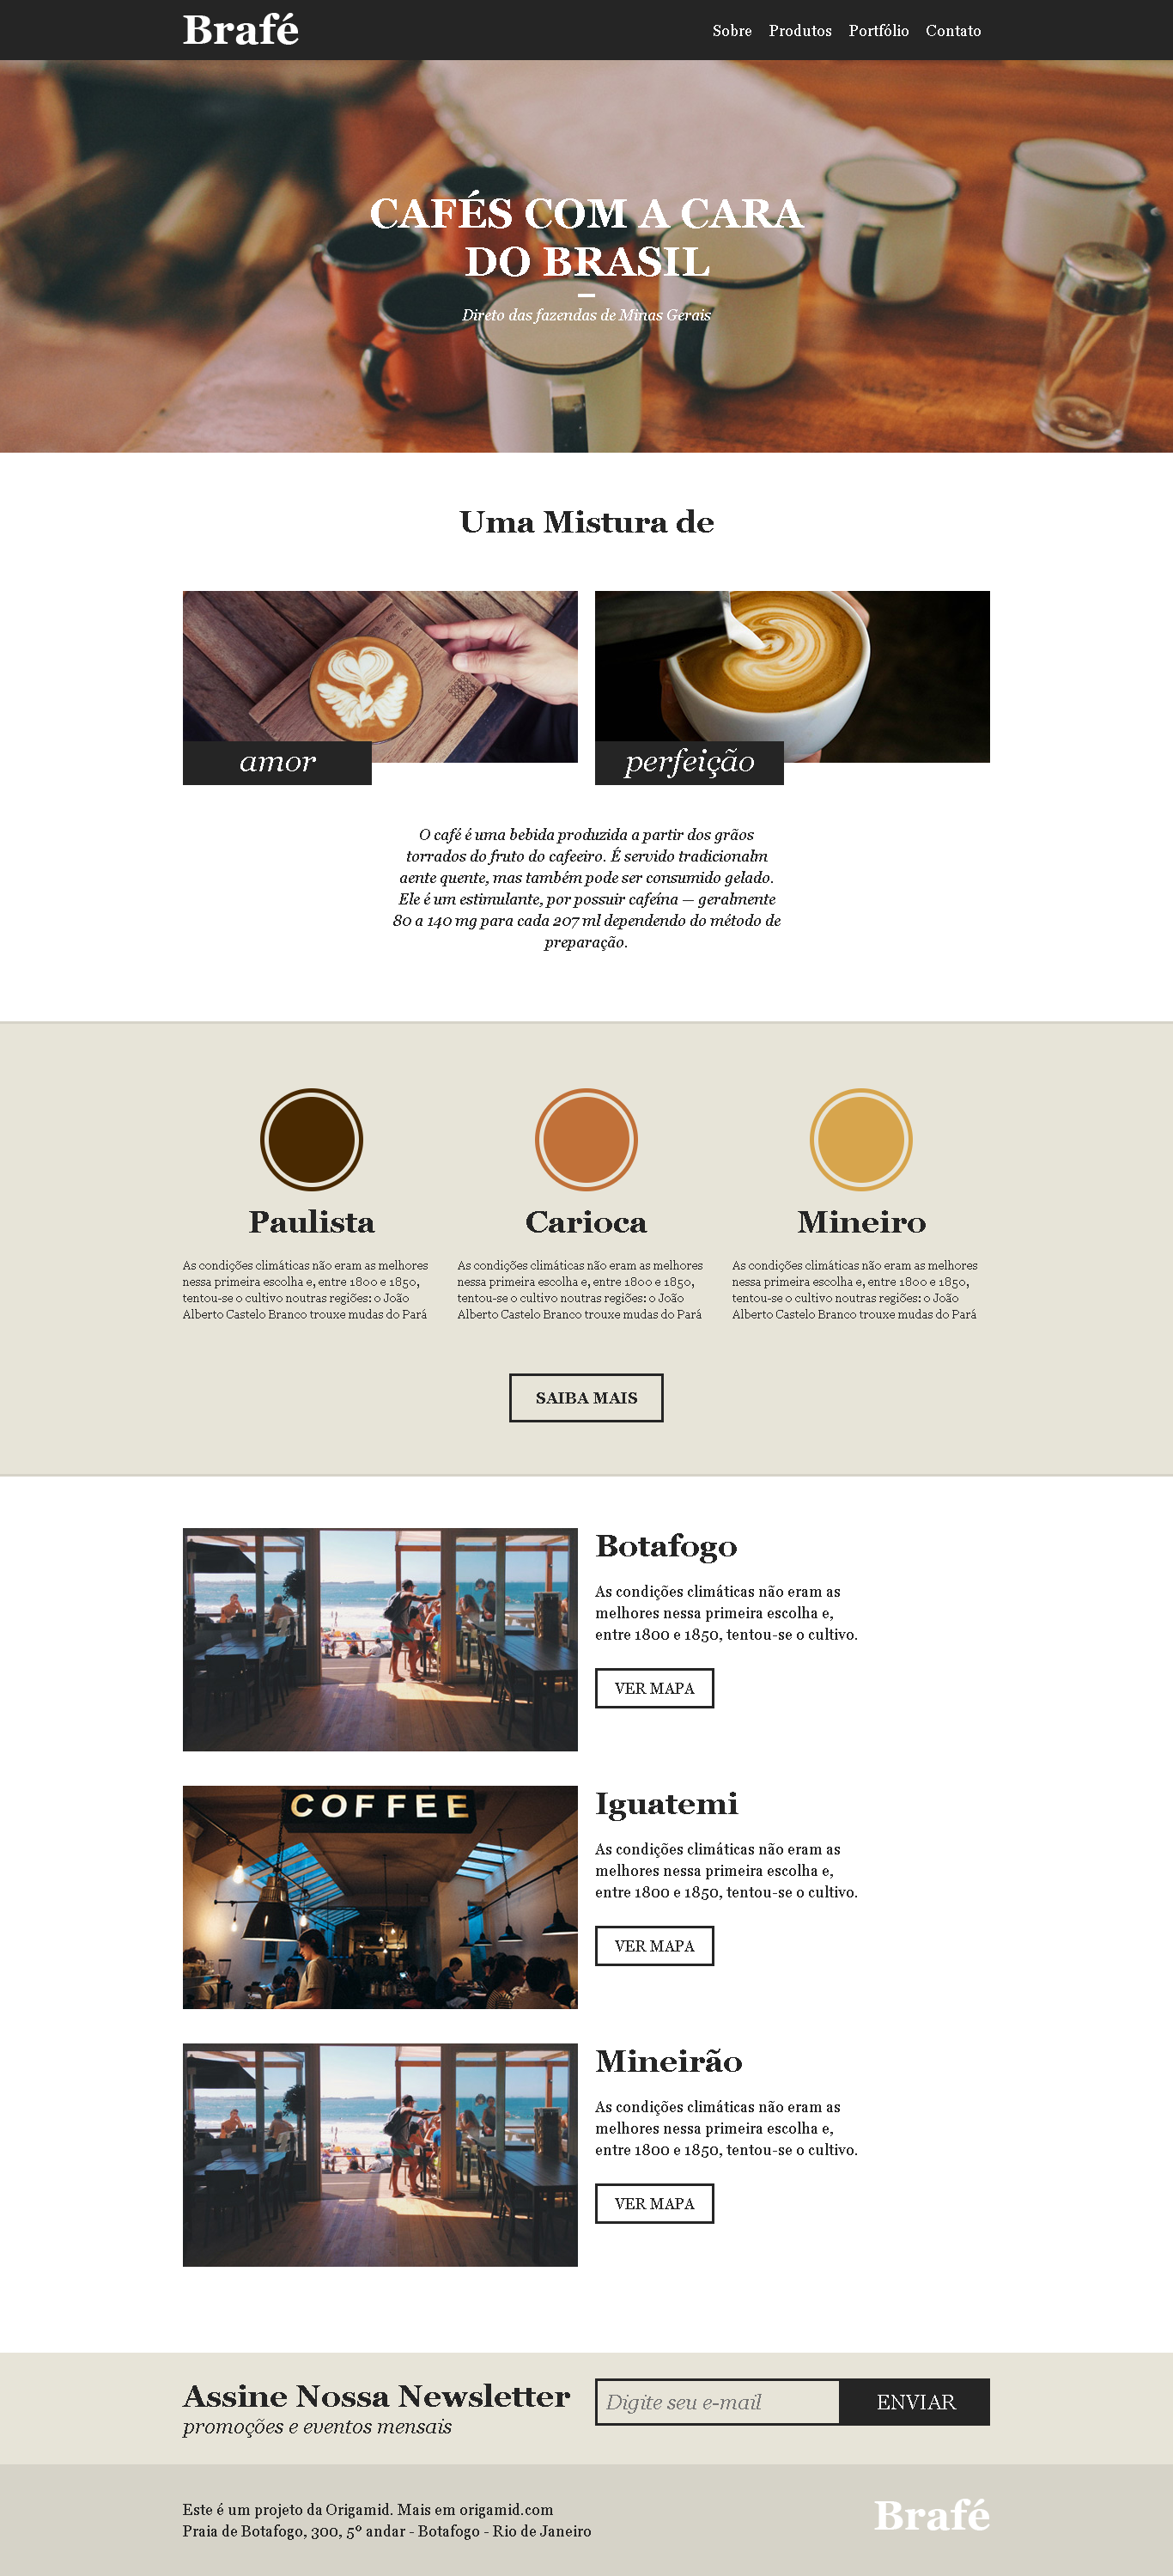 Brafé
Sobre Produtos Portfólio Contato
CAFÉS COM A CARA
DO BRASIL
Direto das fazendas de Minas Gerais
Uma Mistura de
amor
perfeição
O café é uma bebida produzida a partir dos grãos
torrados do fruto do cafeeiro. É servido tradicionalm
aente quente, mas também pode ser consumido gelado.
Ele é um estimulante, por possuir cafeína — geralmente
80 a 140 mg para cada 207 ml dependendo do método de
preparação.
Paulista
As condições climáticas não eram as melhores
nessa primeira escolha e, entre 1800 e 1850,
tentou-se o cultivo noutras regiões: o João
Alberto Castelo Branco trouxe mudas do Pará
Carioca
As condições climáticas não eram as melhores
nessa primeira escolha e, entre 1800 e 1850,
tentou-se o cultivo noutras regiões: o João
Alberto Castelo Branco trouxe mudas do Pará
Mineiro
As condições climáticas não eram as melhores
nessa primeira escolha e, entre 1800 e 1850,
tentou-se o cultivo noutras regiões: o João
Alberto Castelo Branco trouxe mudas do Pará
SAIBA MAIS
Botafogo
As condições climáticas não eram as
melhores nessa primeira escolha e,
entre 1800 e 1850, tentou-se o cultivo.
VER MAPA
COFFEE
Iguatemi
As condições climáticas não eram as
melhores nessa primeira escolha e,
entre 1800 e 1850, tentou-se o cultivo.
VER MAPA
Mineirão
As condições climáticas não eram as
melhores nessa primeira escolha e,
entre 1800 e 1850, tentou-se o cultivo.
VER MAPA
Assine Nossa Newsletter
promoções e eventos mensais
Digite seu e-mail
ENVIAR
Este é um projeto da Origamid. Mais em origamid.com
Praia de Botafogo, 300, 5º andar - Botafogo - Rio de Janeiro
Brafé